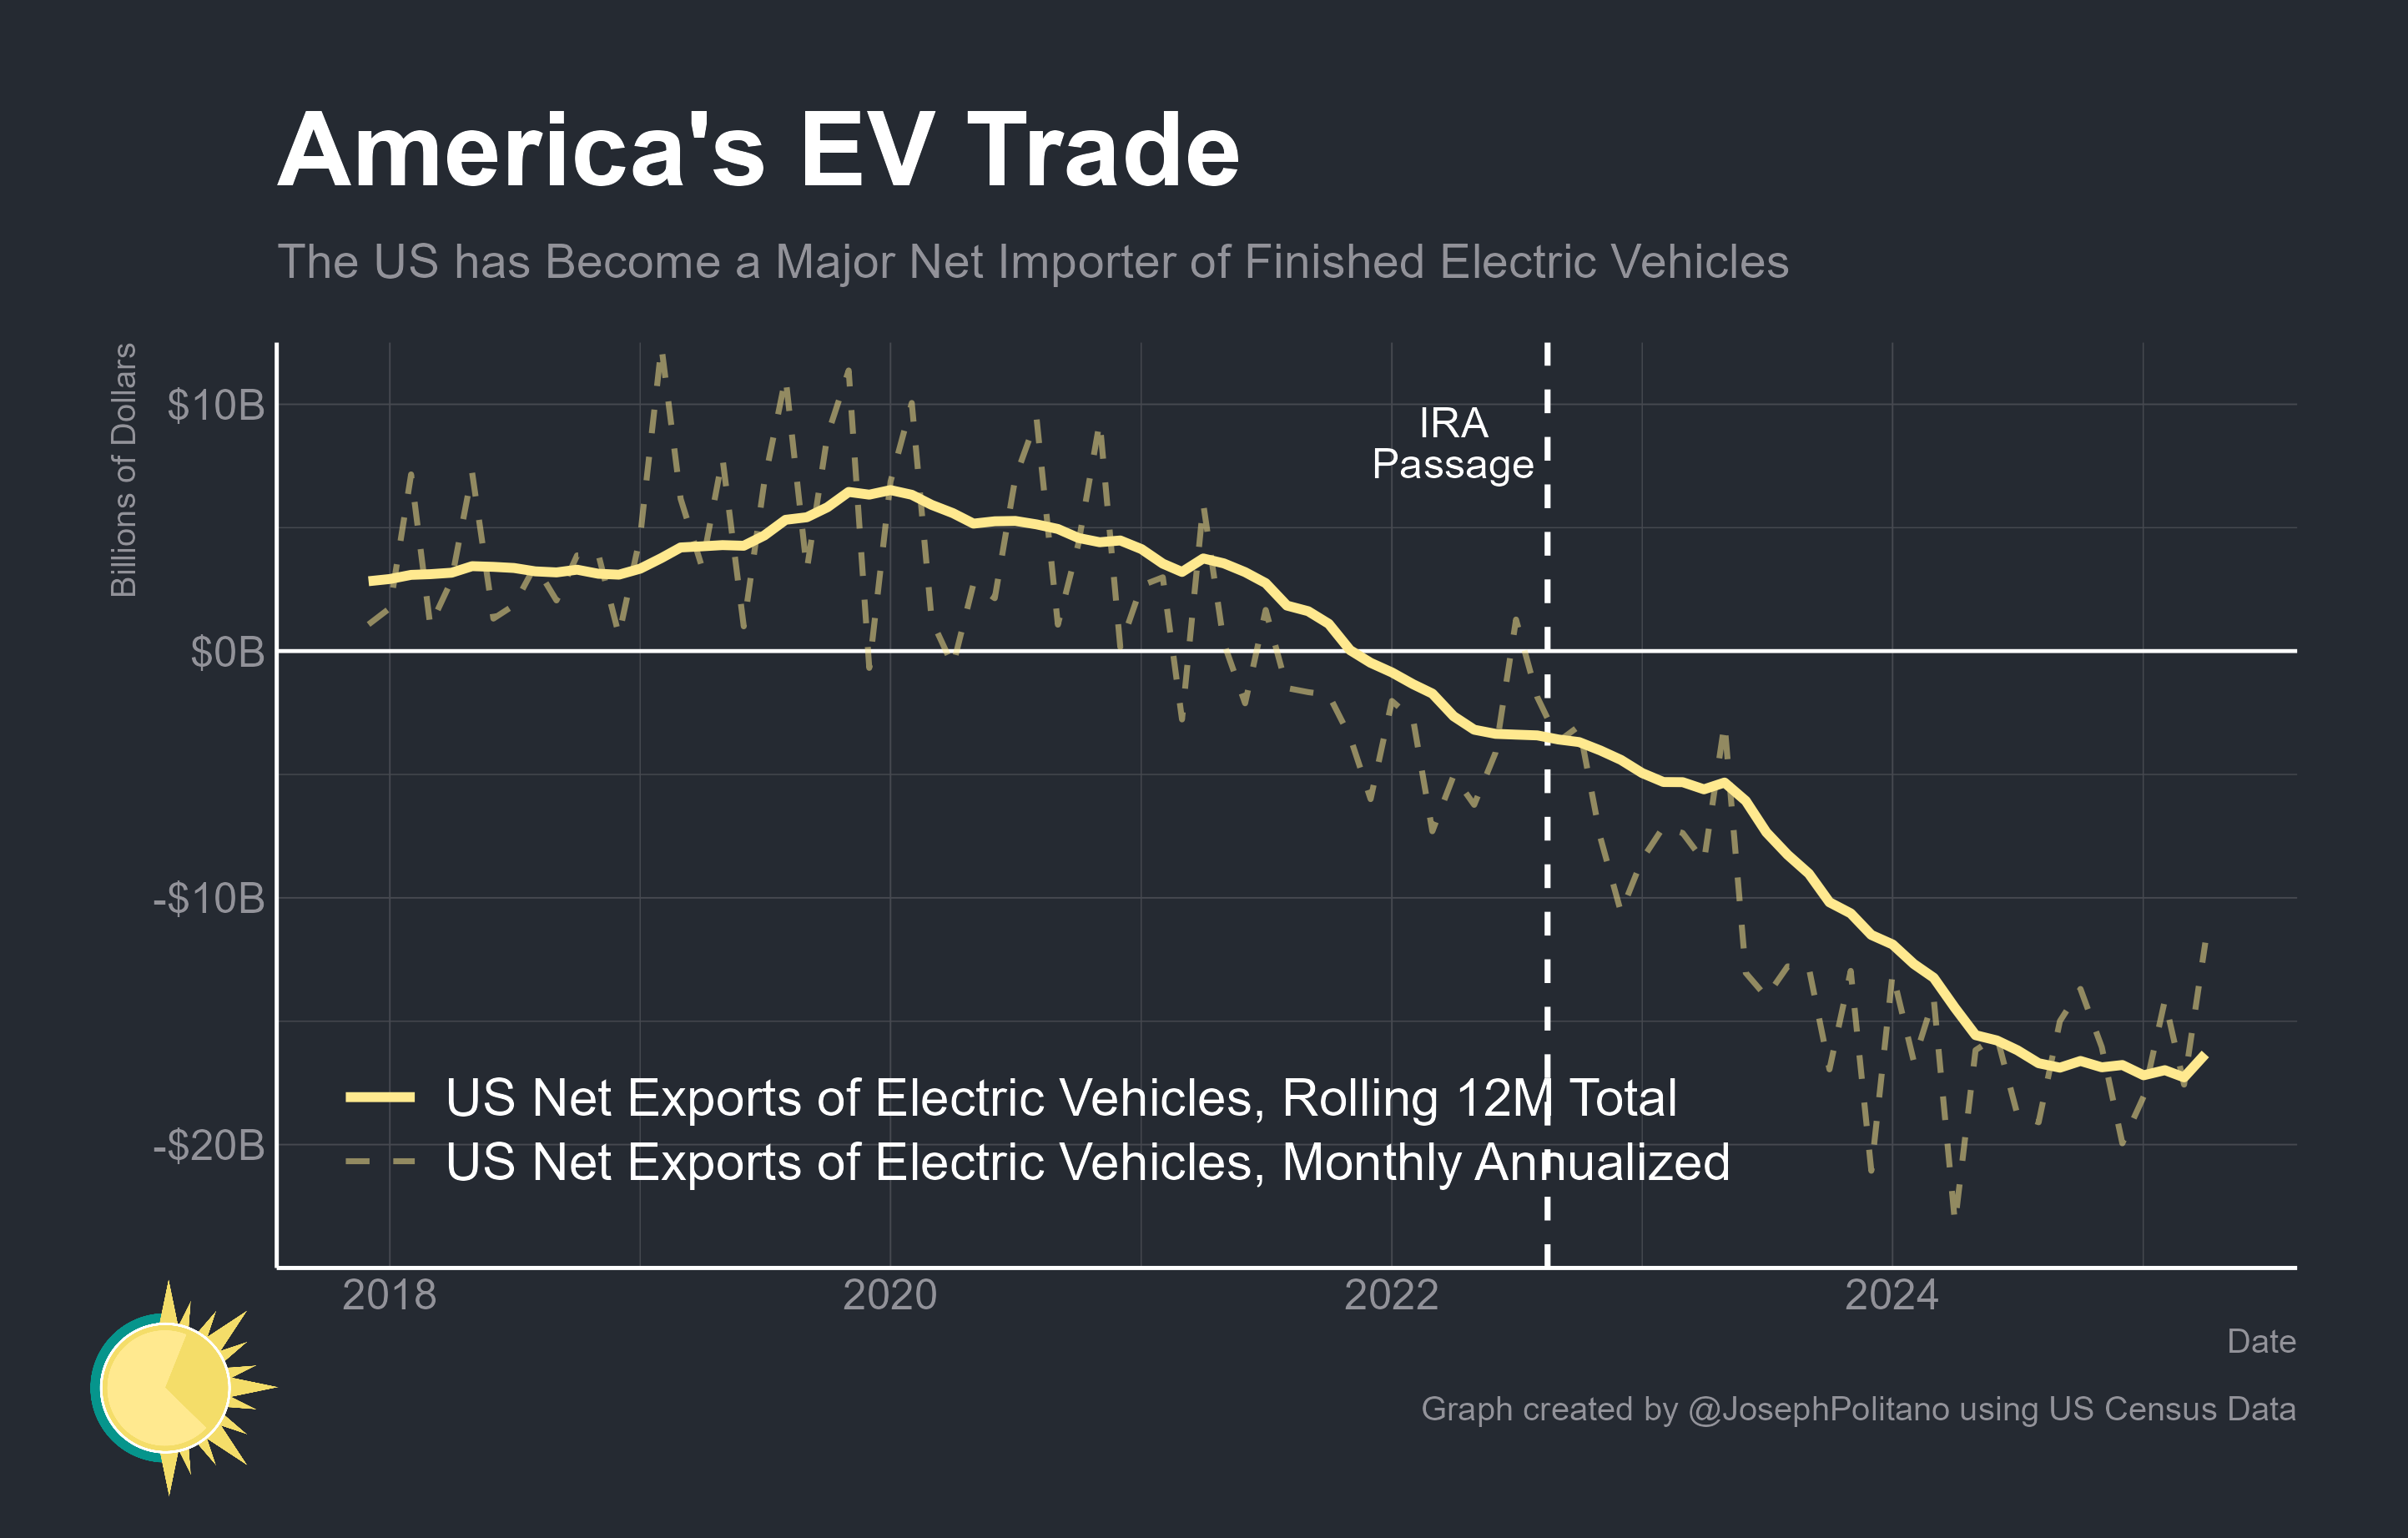 America's EV Trade
The US has Become a Major Net Importer of Finished Electric Vehicles
Billions of Dollars
$10B
$0B
-$10B
-$20B
IRA
Passage
US Net Exports of Electric Vehicles, Rolling 12M Total
US Net Exports of Electric Vehicles, Monthly Annualized
2018
2020
2022
2024
Date
Graph created by @JosephPolitano using US Census Data